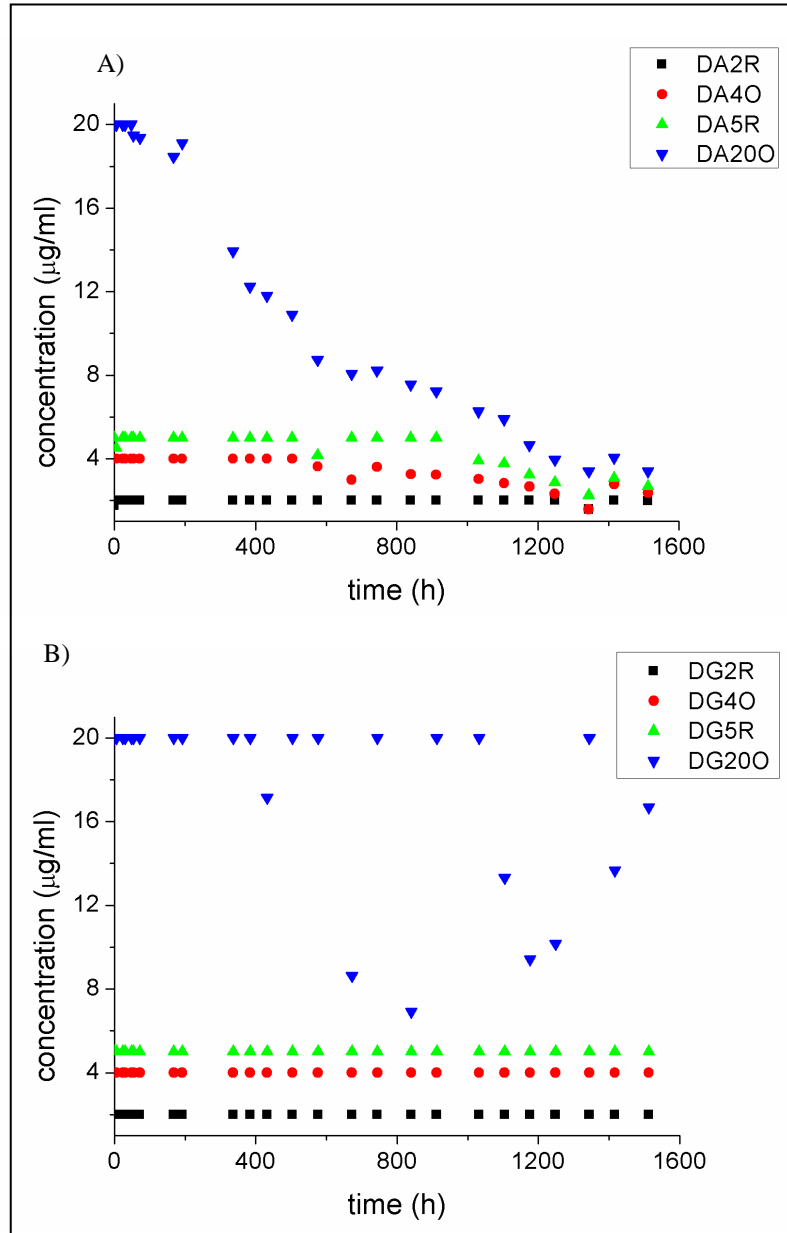 A)
DA2R
DA4O
DA5R
DA20O
20
16
12
8
4
concentration (μg/ml)
0
400
800
1200
1600
time (h)
B)
DG2R
DG4O
DG5R
DG20O
20
16
12
8
4
concentration (μg/ml)
0
400
800
1200
1600
time (h)